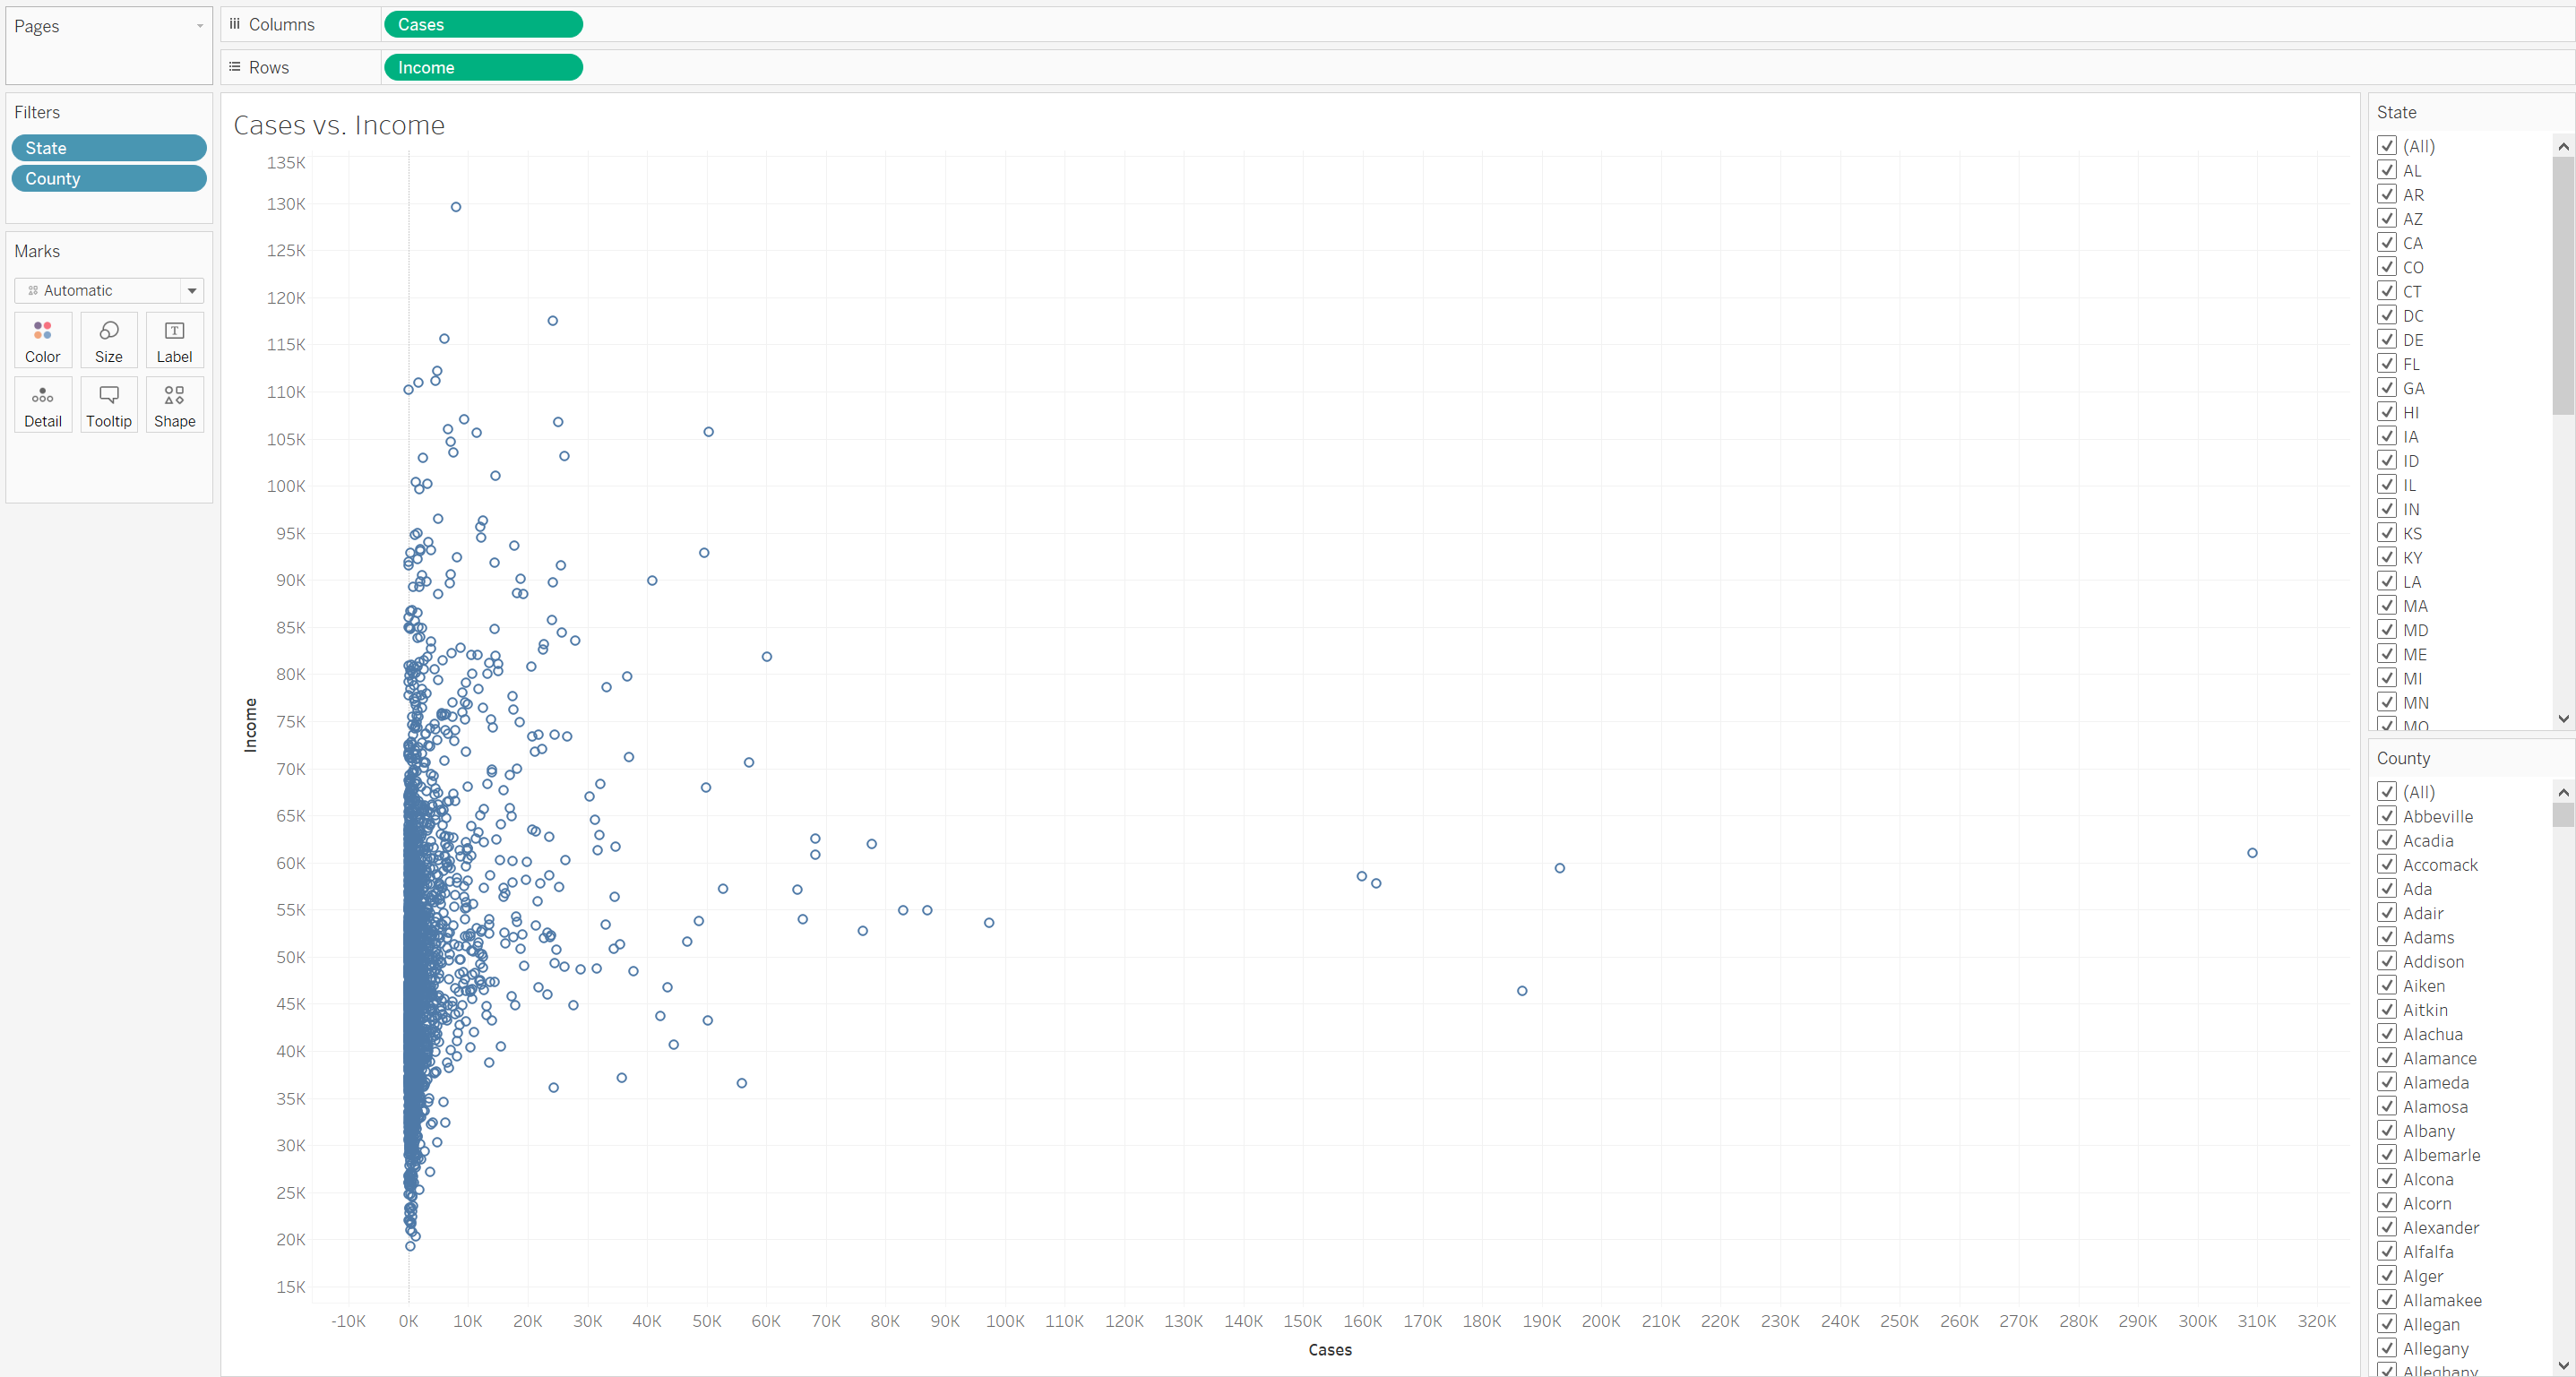 Pages
Columns
Cases
Rows
Income
Filters
State
County
Marks
Automatic
Color
Size
Label
Detail
Tooltip
Shape
Cases vs. Income
135K
130K
125K
120K
115K
110K
105K
100K
95K
90K
85K
80K
75K
70K
65K
60K
55K
50K
45K
40K
35K
30K
25K
20K
15K
Income
-10K 0K 10K 20K 30K 40K 50K 60K 70K 80K 90K 100K 110K 120K 130K 140K 150K 160K 170K 180K 190K 200K 210K 220K 230K 240K 250K 260K 270K 280K 290K 300K 310K 320K
Cases
State
(All)
AL
AR
AZ
CA
CO
CT
DC
DE
FL
GA
HI
IA
ID
IL
IN
KS
KY
LA
MA
MD
ME
MI
MN
MO
County
(All)
Abbeville
Acadia
Accomack
Ada
Adair
Adams
Addison
Aiken
Aitkin
Alachua
Alamance
Alameda
Alamosa
Albany
Albemarle
Alcona
Alcorn
Alexander
Alfalfa
Alger
Allamakee
Allegan
Allegany
Alleghany